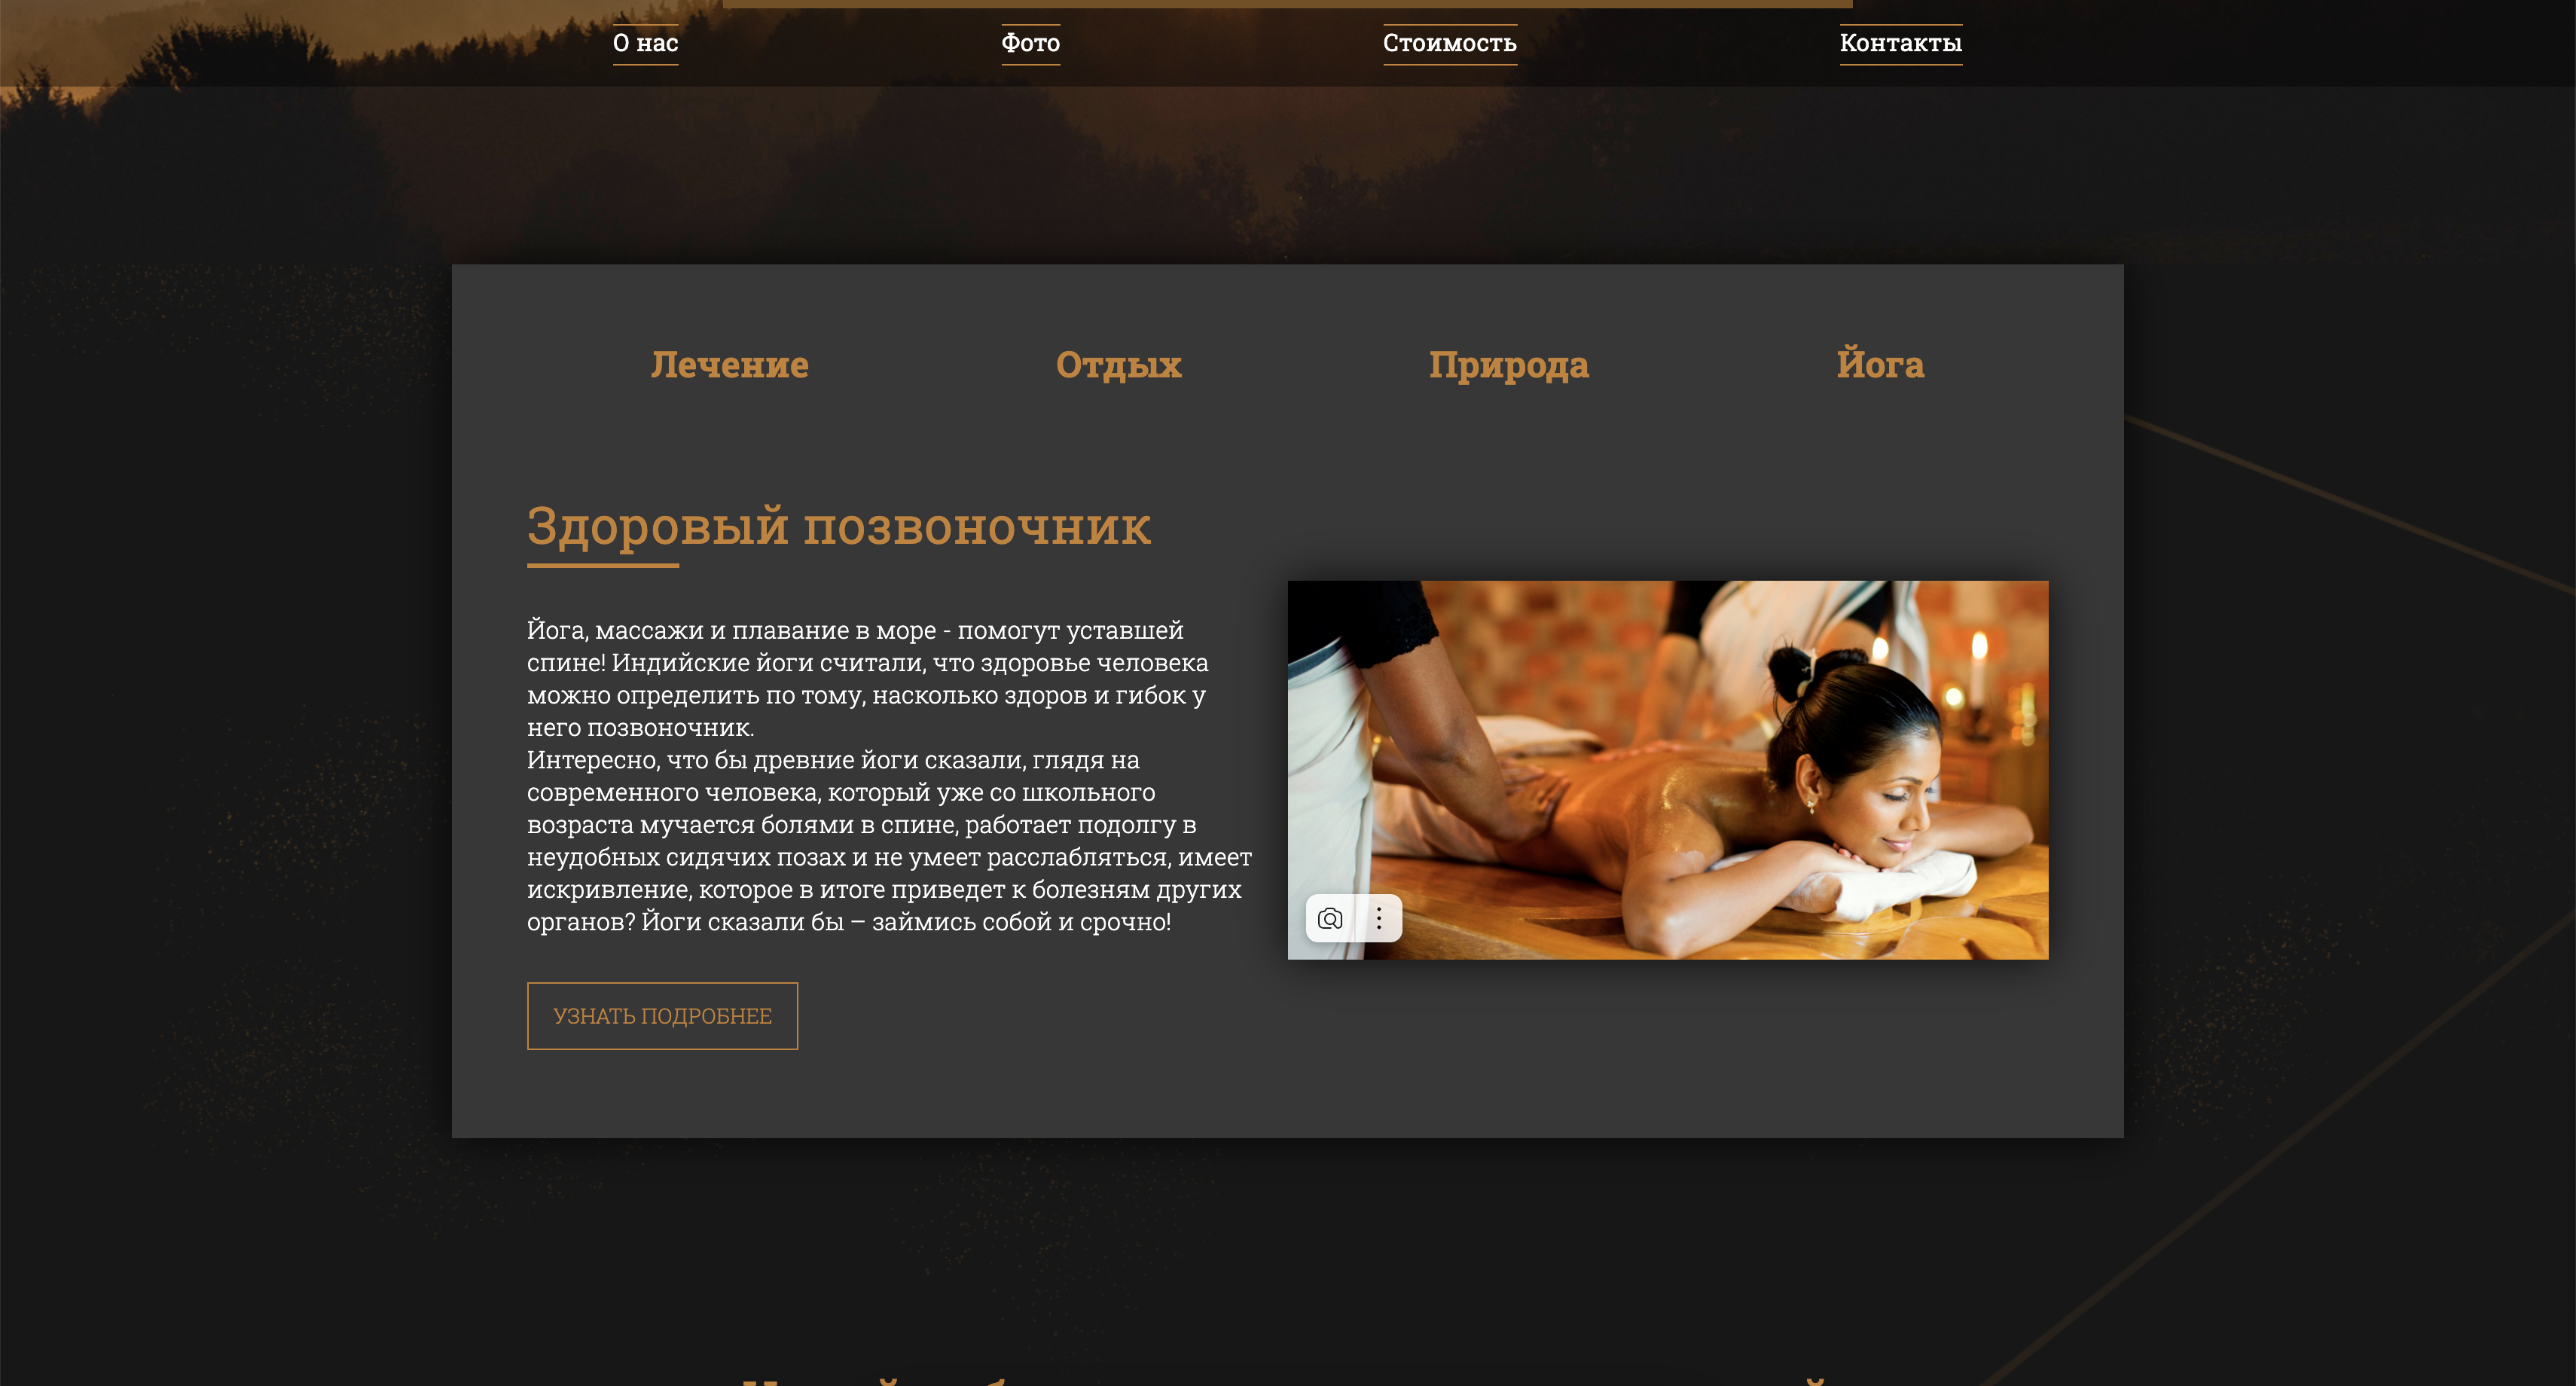 О нас
Фото
Стоимость
Контакты
Лечение
Отдых
Природа
Йога
Здоровый позвоночник
Йога, массажи и плавание в море - помогут уставшей
спине! Индийские йоги считали, что здоровье человека
можно определить по тому, насколько здоров и гибок у
него позвоночник.
Интересно, что бы древние йоги сказали, глядя на
современного человека, который уже со школьного
возраста мучается болями в спине, работает подолгу в
неудобных сидячих позах и не умеет расслабляться, имеет
искривление, которое в итоге приведет к болезням других
органов? Йоги сказали бы – займись собой и срочно!
УЗНАТЬ ПОДРОБНЕЕ